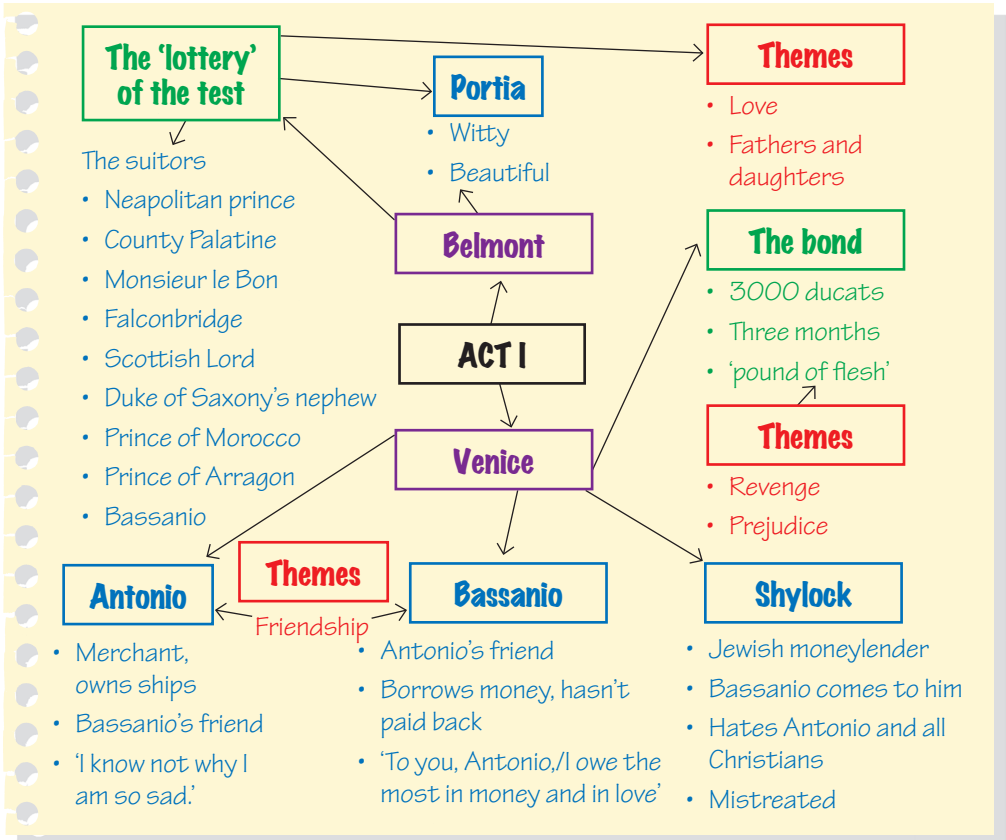 The 'lottery'
of the test
Portia
• Witty
• Beautiful
Themes
• Love
• Fathers and
daughters
The suitors
• Neapolitan prince
• County Palatine
• Monsieur le Bon
• Falconbridge
• Scottish Lord
• Duke of Saxony's nephew
• Prince of Morocco
• Prince of Arragon
• Bassanio
Belmont
ACT I
Venice
The bond
• 3000 ducats
• Three months
• 'pound of flesh'
Themes
• Revenge
• Prejudice
Antonio
• Merchant,
owns ships
• Bassanio's friend
• 'I know not why I
am so sad.'
Themes
Friendship
Bassanio
• Antonio's friend
• Borrows money, hasn't
paid back
• 'To you, Antonio,/I owe the
most in money and in love'
Shylock
• Jewish moneylender
• Bassanio comes to him
• Hates Antonio and all
Christians
• Mistreated